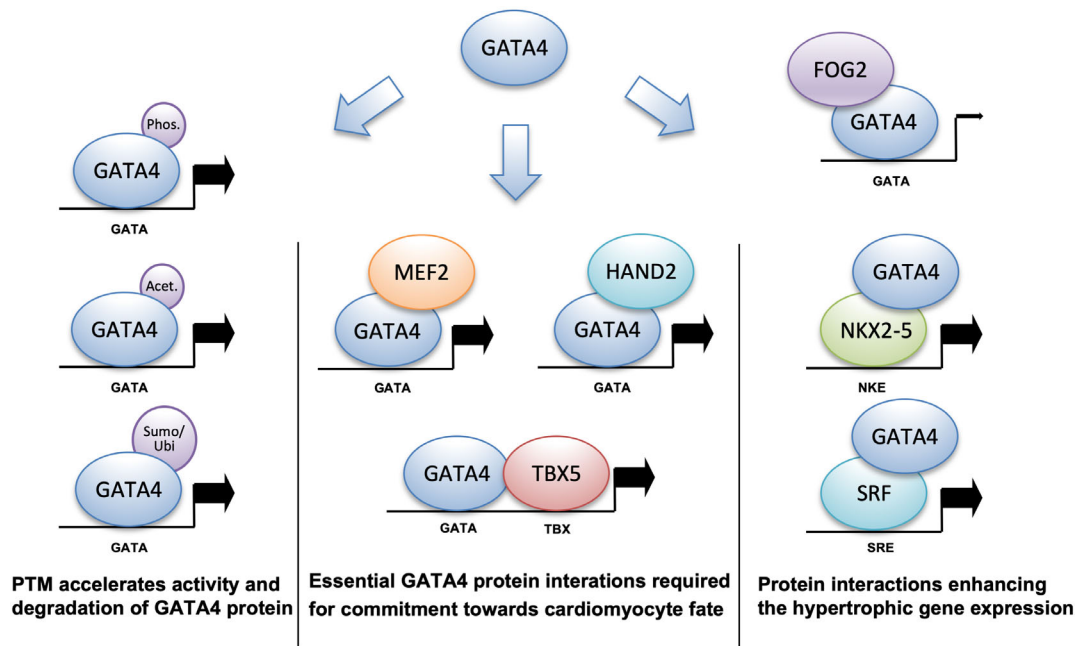 GATA4
Phos.
GATA4
GATA
Acet.
GATA4
GATA
Sumo/
Ubi
GATA4
GATA
PTM accelerates activity and
degradation of GATA4 protein
MEF2
GATA4
GATA
HAND2
GATA4
GATA
GATA4
TBX5
GATA
TBX
Essential GATA4 protein interations required
for commitment towards cardiomyocyte fate
FOG2
GATA4
GATA
GATA4
NKX2-5
NKE
GATA4
SRF
SRE
Protein interactions enhancing
the hypertrophic gene expression